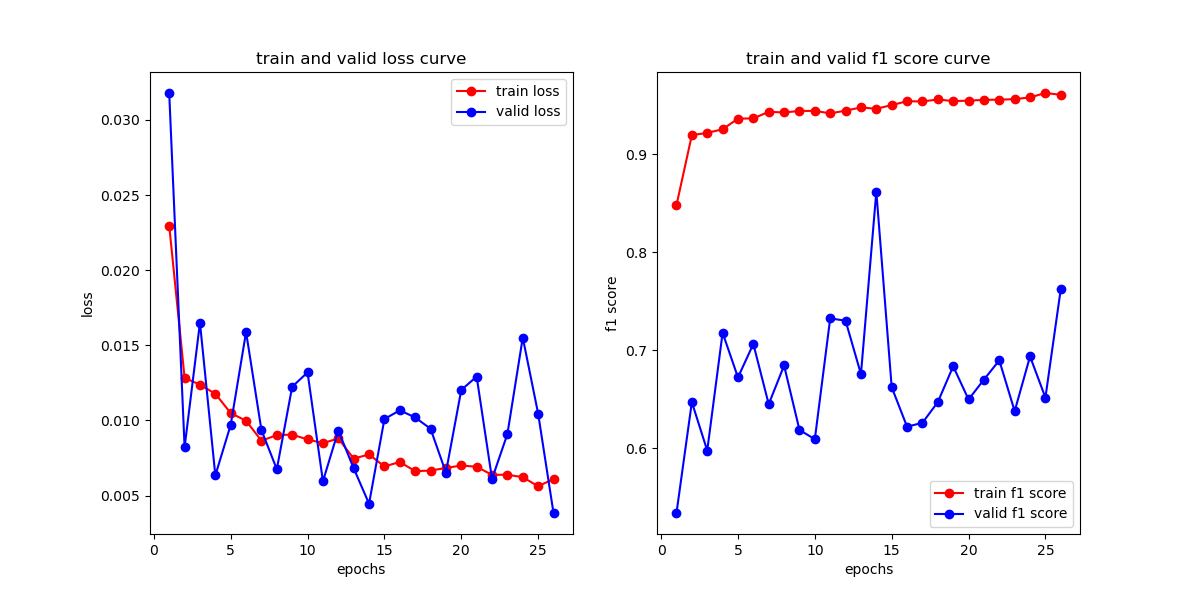 train and valid loss curve
train loss
valid loss
0.030
0.025
0.020
0.015
0.010
0.005
loss
0 5 10 15 20 25
epochs
train and valid f1 score curve
0.9
0.8
0.7
0.6
f1 score
train f1 score
valid f1 score
0 5 10 15 20 25
epochs